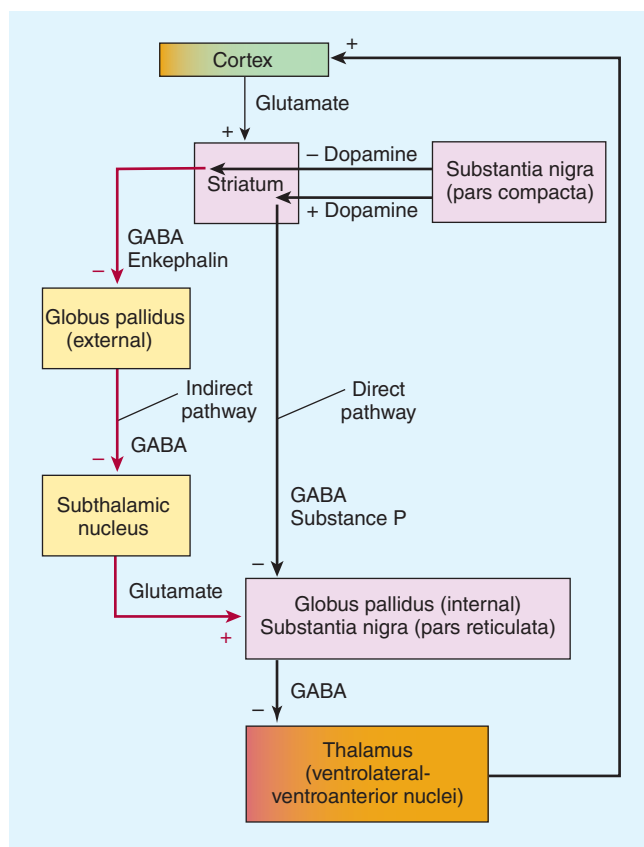 +
Cortex
Glutamate
+
– Dopamine
Striatum
Substantia nigra
(pars compacta)
+ Dopamine
GABA
Enkephalin
–
Globus pallidus
(external)
Indirect
pathway
Direct
pathway
–
GABA
Subthalamic
nucleus
GABA
Substance P
–
Glutamate
+
Globus pallidus (internal)
Substantia nigra (pars reticulata)
GABA
–
Thalamus
(ventrolateral-
ventroanterior nuclei)